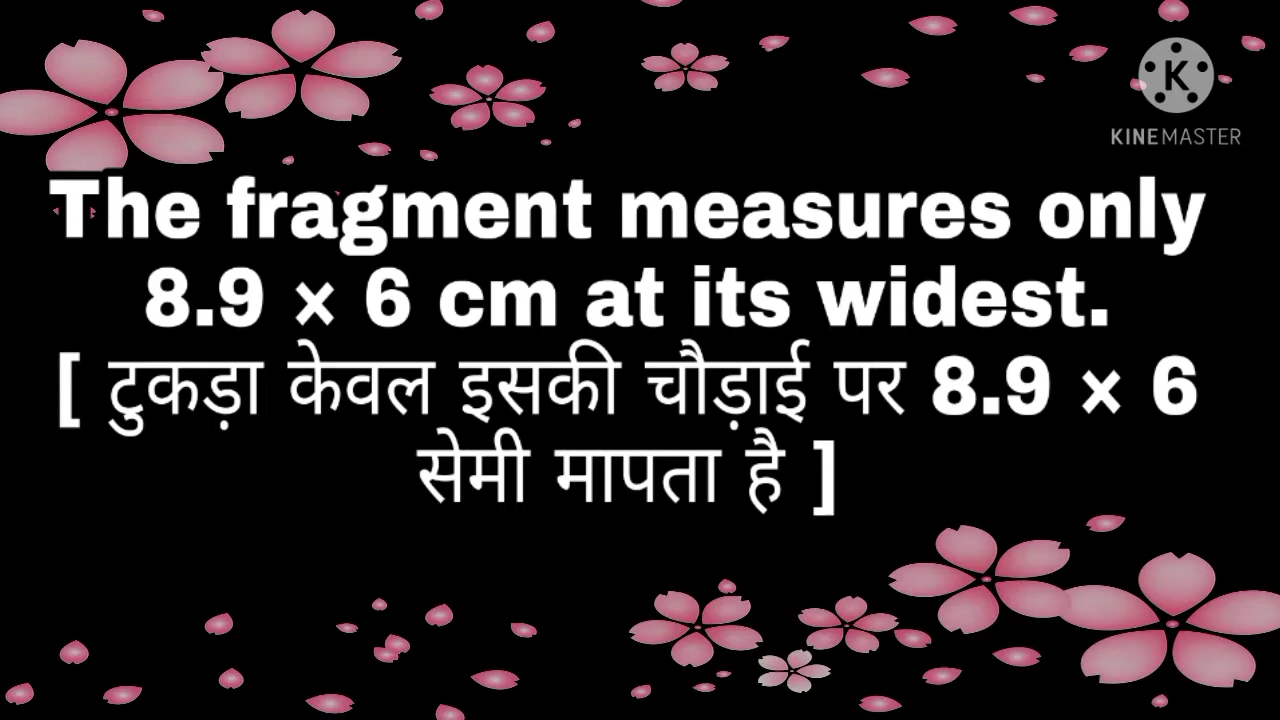 K
KINEMASTER
The fragment measures only
8.9 × 6 cm at its widest.
[ टुकड़ा केवल इसकी चौड़ाई पर 8.9 × 6
सेमी मापता है ]